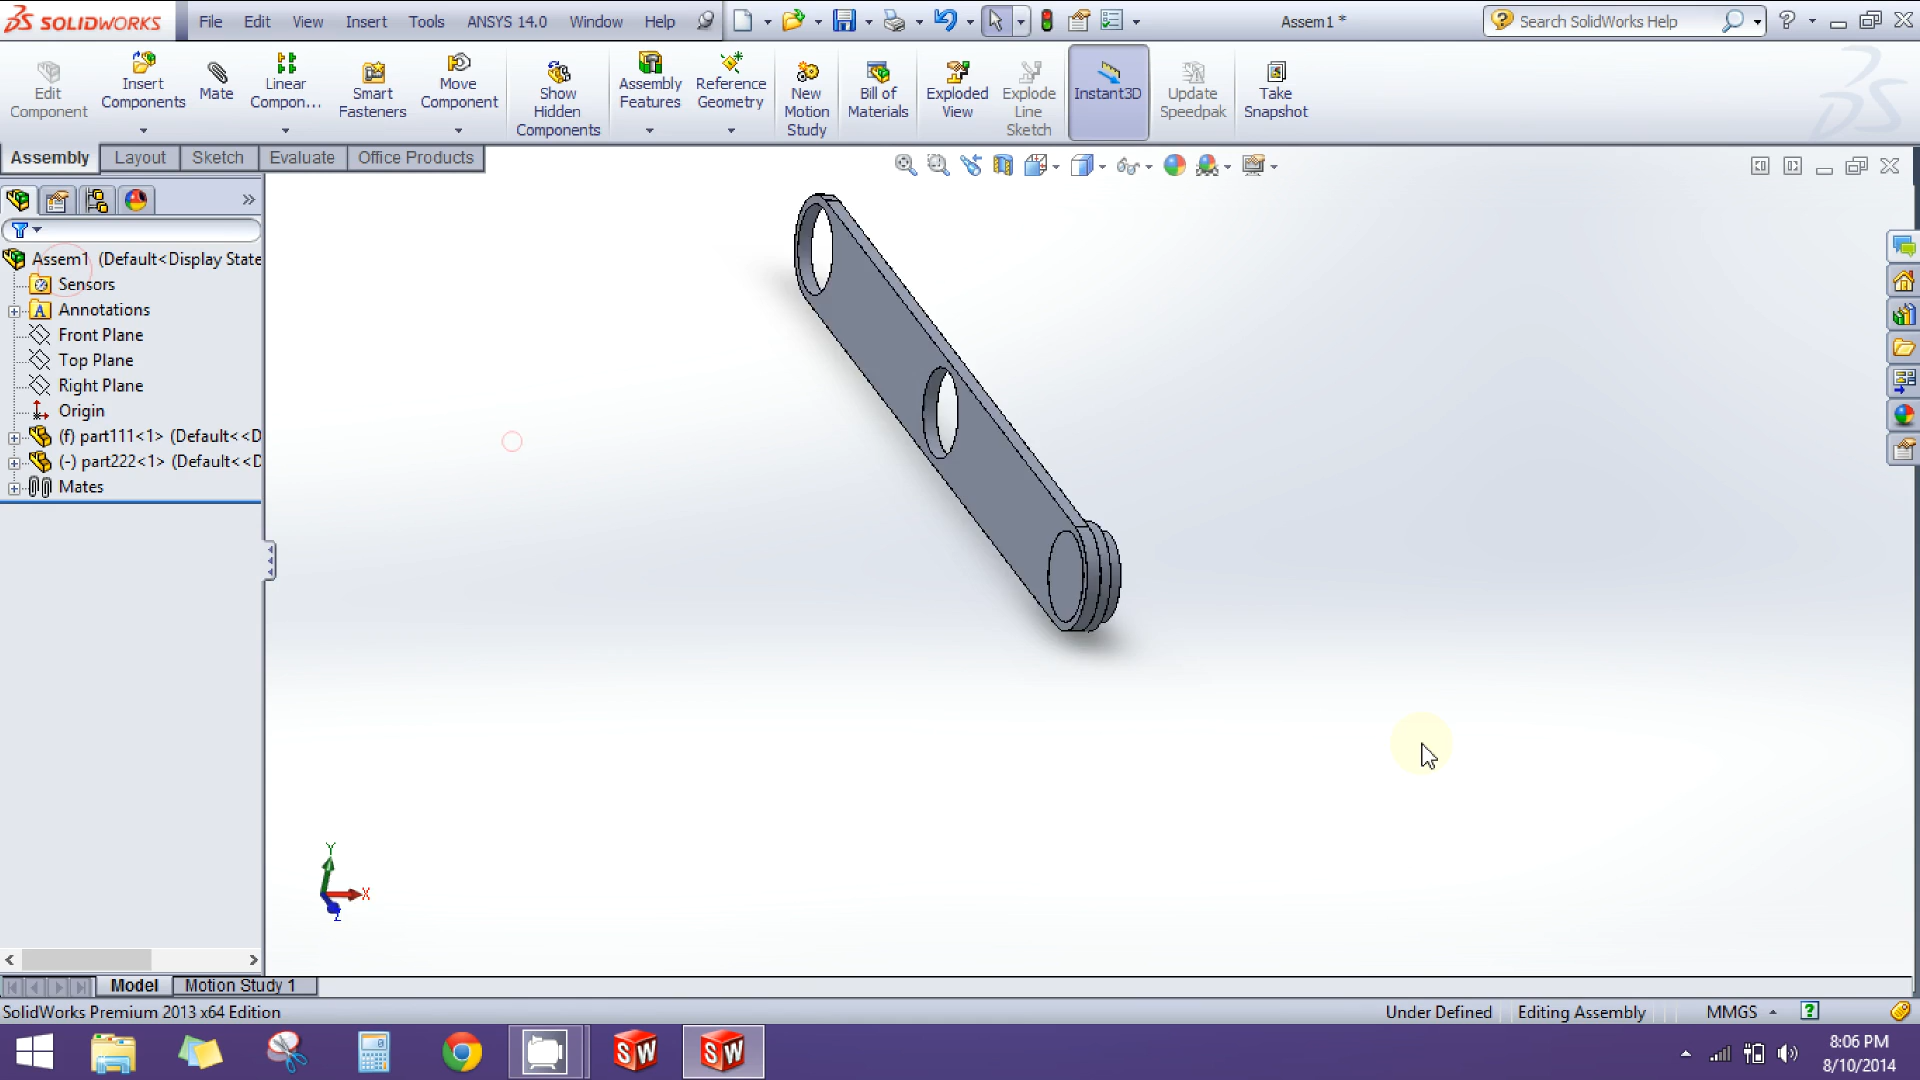 SOLIDWORKS File Edit View Insert Tools ANSYS 14.0 Window Help Assem1 * Search SolidWorks Help
Edit Component
Insert Components
Mate
Linear Compon...
Smart Fasteners
Move Component
Show Hidden Components
Assembly Features
Reference Geometry
New Motion Study
Bill of Materials
Exploded View
Explode Line Sketch
Instant3D
Update Speedpak
Take Snapshot
Assembly Layout Sketch Evaluate Office Products
Assem1 (Default<Display State
Sensors
Annotations
Front Plane
Top Plane
Right Plane
Origin
(f) part111<1> (Default<<D
(-) part222<1> (Default<<D
Mates
Y
X
Z
Model Motion Study 1
SolidWorks Premium 2013 x64 Edition Under Defined Editing Assembly MMGS
SW SW
8:06 PM
8/10/2014